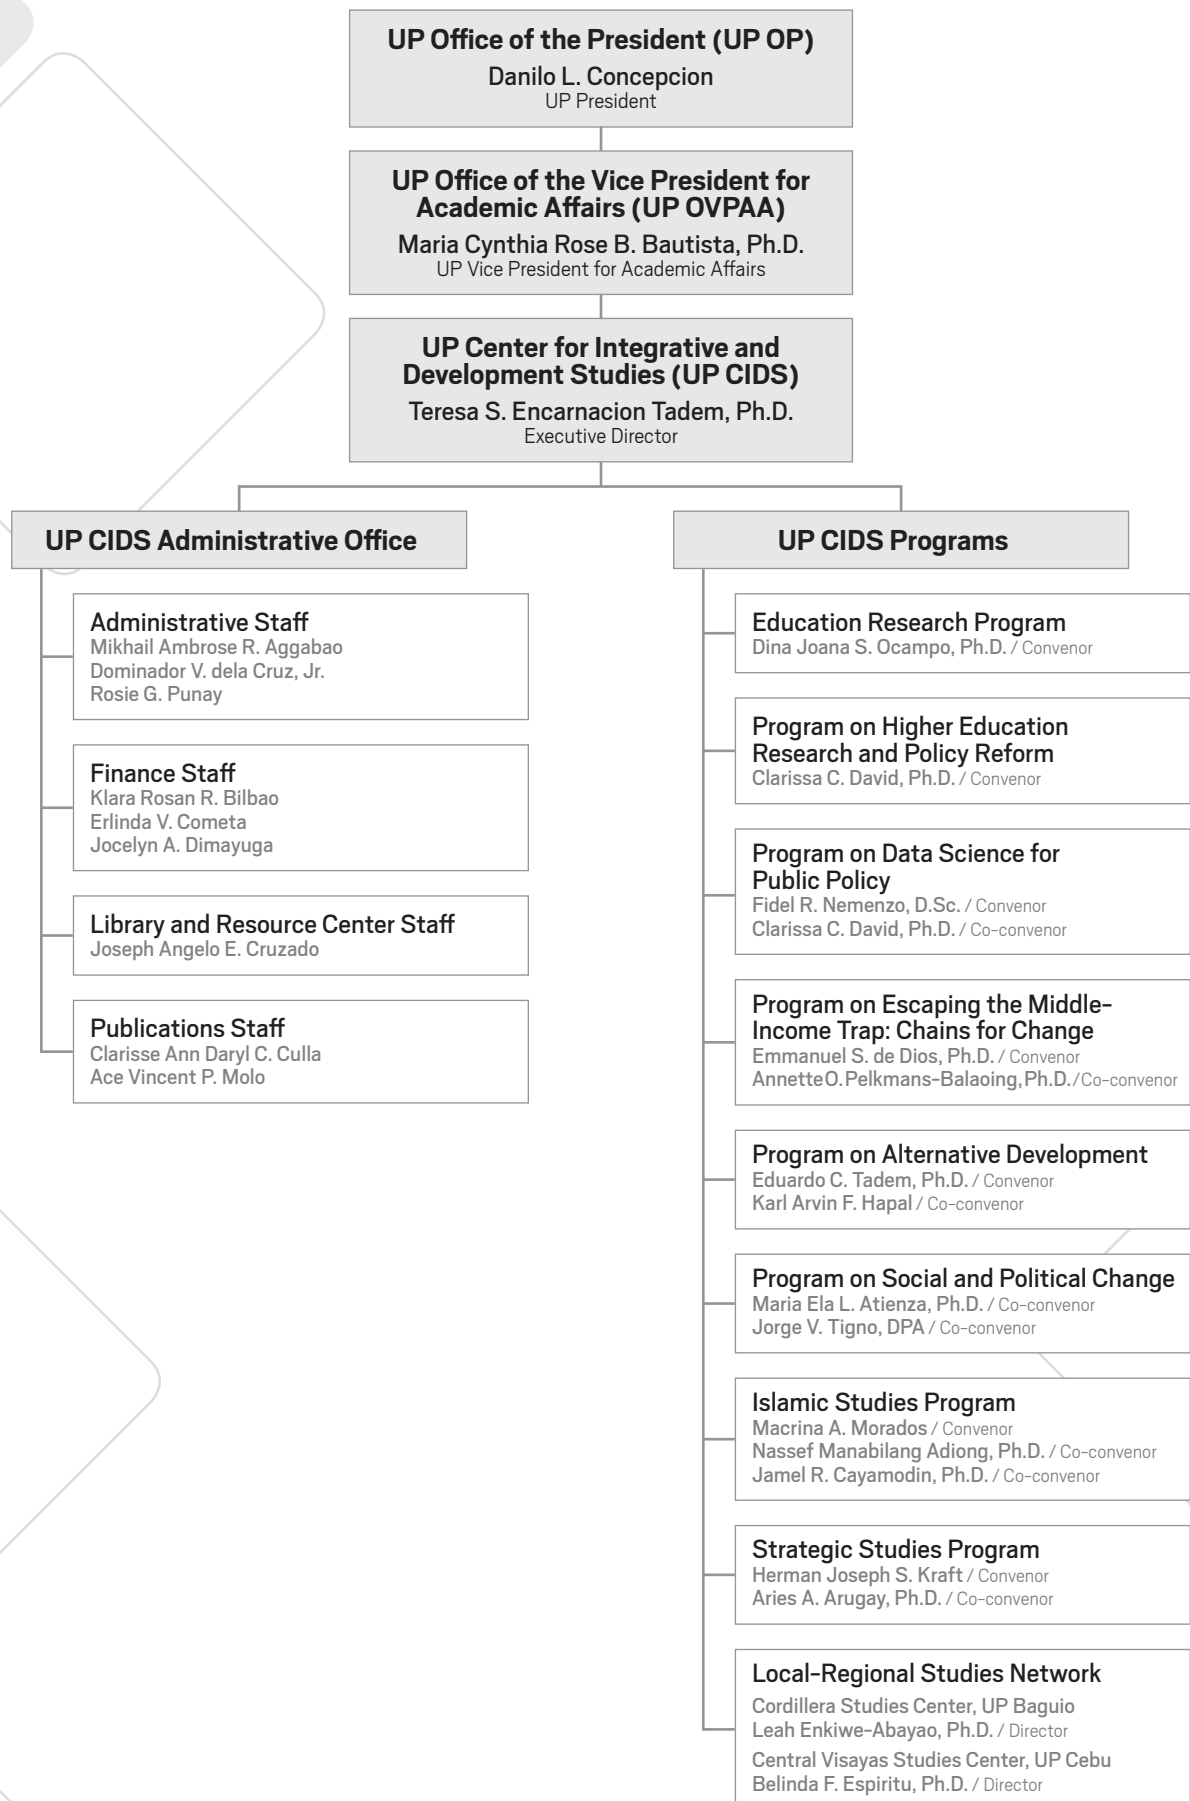 UP Office of the President (UP OP)
Danilo L. Concepcion
UP President
UP Office of the Vice President for
Academic Affairs (UP OVPAA)
Maria Cynthia Rose B. Bautista, Ph.D.
UP Vice President for Academic Affairs
UP Center for Integrative and
Development Studies (UP CIDS)
Teresa S. Encarnacion Tadem, Ph.D.
Executive Director
UP CIDS Administrative Office
Administrative Staff
Mikhail Ambrose R. Aggabao
Dominador V. dela Cruz, Jr.
Rosie G. Punay
Finance Staff
Klara Rosan R. Bilbao
Erlinda V. Cometa
Jocelyn A. Dimayuga
Library and Resource Center Staff
Joseph Angelo E. Cruzado
Publications Staff
Clarisse Ann Daryl C. Culla
Ace Vincent P. Molo
UP CIDS Programs
Education Research Program
Dina Joana S. Ocampo, Ph.D. / Convenor
Program on Higher Education
Research and Policy Reform
Clarissa C. David, Ph.D. / Convenor
Program on Data Science for
Public Policy
Fidel R. Nemenzo, D.Sc. / Convenor
Clarissa C. David, Ph.D. / Co-convenor
Program on Escaping the Middle-
Income Trap: Chains for Change
Emmanuel S. de Dios, Ph.D. / Convenor
Annette O. Pelkmans-Balaoing, Ph.D. / Co-convenor
Program on Alternative Development
Eduardo C. Tadem, Ph.D. / Convenor
Karl Arvin F. Hapal / Co-convenor
Program on Social and Political Change
Maria Ela L. Atienza, Ph.D. / Co-convenor
Jorge V. Tigno, DPA / Co-convenor
Islamic Studies Program
Macrina A. Morados / Convenor
Nassef Manabilang Adiong, Ph.D. / Co-convenor
Jamel R. Cayamodin, Ph.D. / Co-convenor
Strategic Studies Program
Herman Joseph S. Kraft / Convenor
Aries A. Arugay, Ph.D. / Co-convenor
Local-Regional Studies Network
Cordillera Studies Center, UP Baguio
Leah Enkiwe-Abayao, Ph.D. / Director
Central Visayas Studies Center, UP Cebu
Belinda F. Espiritu, Ph.D. / Director